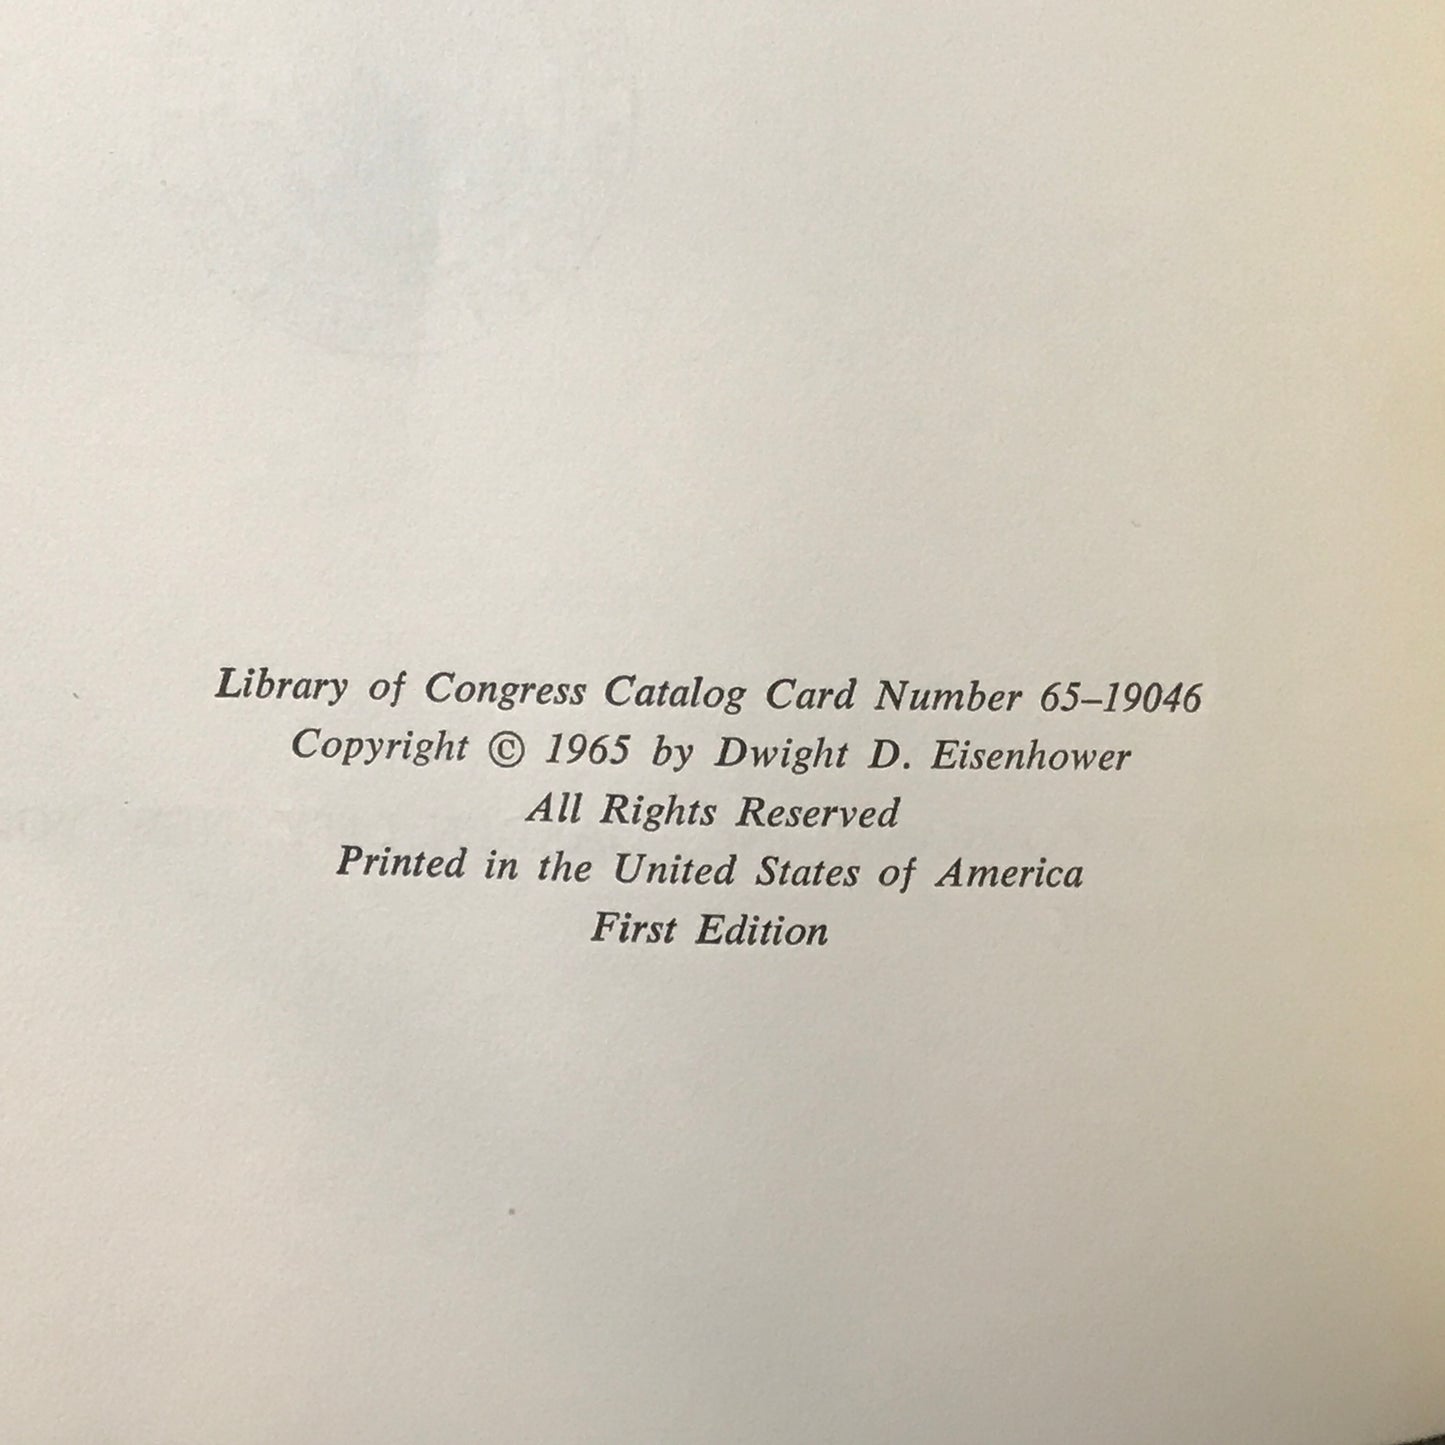 Library of Congress Catalog Card Number 65–19046
Copyright © 1965 by Dwight D. Eisenhower
All Rights Reserved
Printed in the United States of America
First Edition